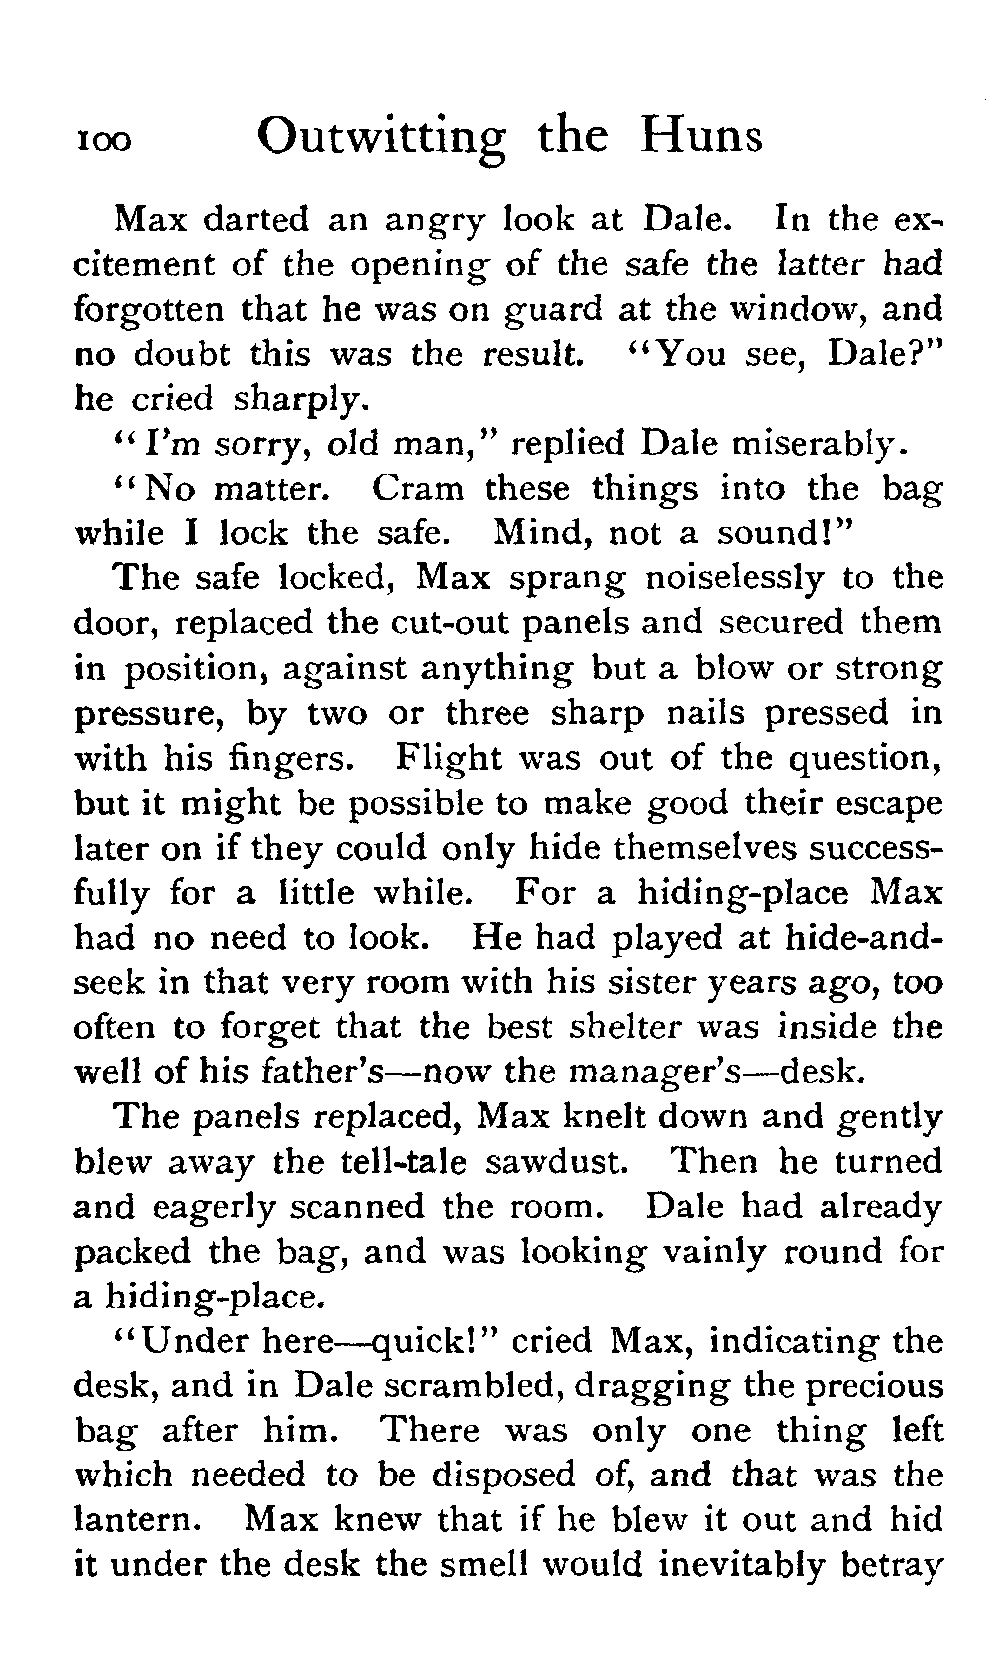 100 Outwitting the Huns
Max darted an angry look at Dale. In the ex-
citement of the opening of the safe the latter had
forgotten that he was on guard at the window, and
no doubt this was the result. "You see, Dale?"
he cried sharply.
"I'm sorry, old man," replied Dale miserably.
"No matter. Cram these things into the bag
while I lock the safe. Mind, not a sound!"
The safe locked, Max sprang noiselessly to the
door, replaced the cut-out panels and secured them
in position, against anything but a blow or strong
pressure, by two or three sharp nails pressed in
with his fingers. Flight was out of the question,
but it might be possible to make good their escape
later on if they could only hide themselves success-
fully for a little while. For a hiding-place Max
had no need to look. He had played at hide-and-
seek in that very room with his sister years ago, too
often to forget that the best shelter was inside the
well of his father's—now the manager's—desk.
The panels replaced, Max knelt down and gently
blew away the tell-tale sawdust. Then he turned
and eagerly scanned the room. Dale had already
packed the bag, and was looking vainly round for
a hiding-place.
"Under here—quick!" cried Max, indicating the
desk, and in Dale scrambled, dragging the precious
bag after him. There was only one thing left
which needed to be disposed of, and that was the
lantern. Max knew that if he blew it out and hid
it under the desk the smell would inevitably betray